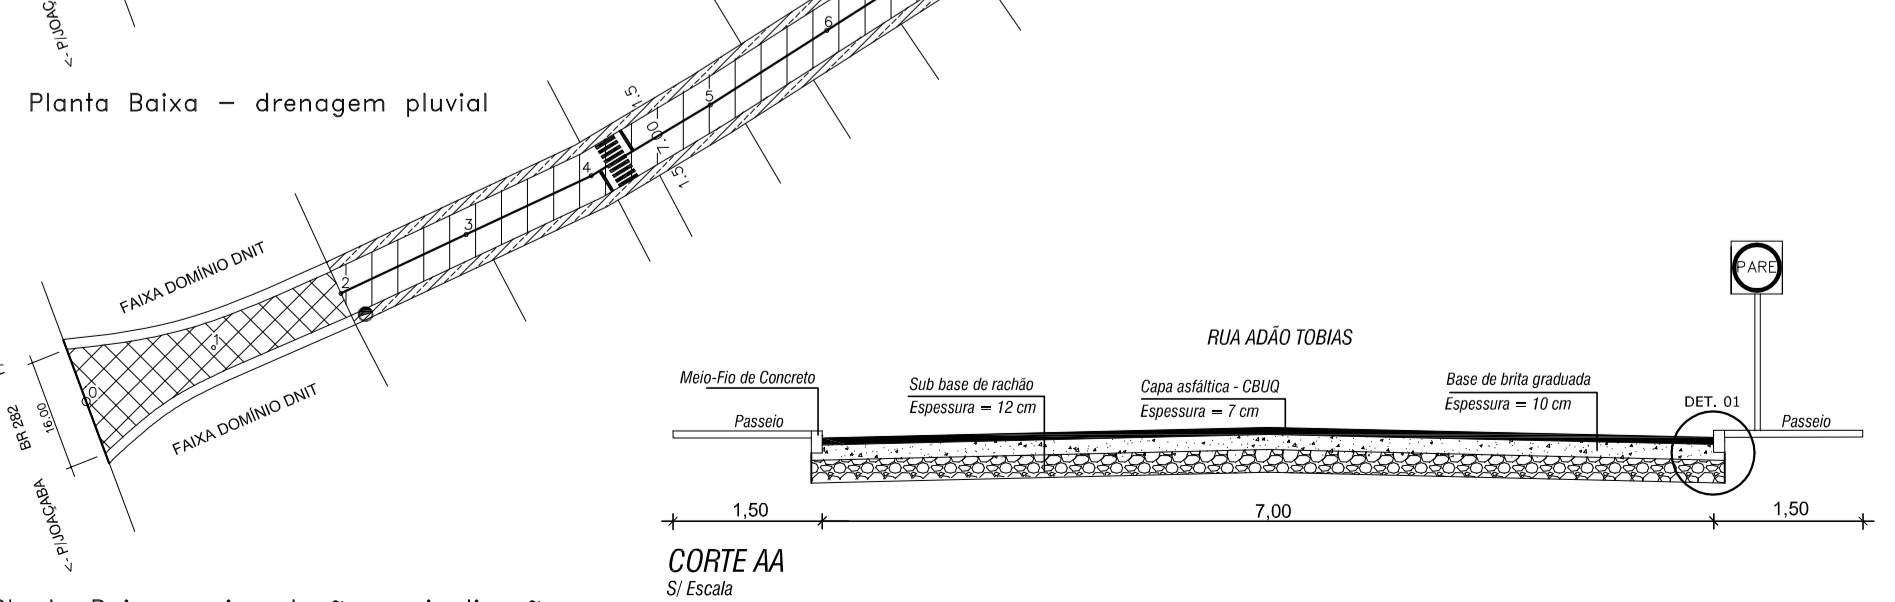 <- P/JOAÇ
Planta Baixa - drenagem pluvial
6
1.5
5
7.00
4
1.5
3
FAIXA DOMÍNIO DNIT
2
1
0
BR 282
16.00
FAIXA DOMÍNIO DNIT
<- P/JOAÇABA
PARE
RUA ADÃO TOBIAS
Meio-Fio de Concreto
Sub base de rachão
Espessura = 12 cm
Capa asfáltica - CBUQ
Espessura = 7 cm
Base de brita graduada
Espessura = 10 cm
DET. 01
Passeio
Passeio
1,50
7,00
1,50
CORTE AA
S/ Escala